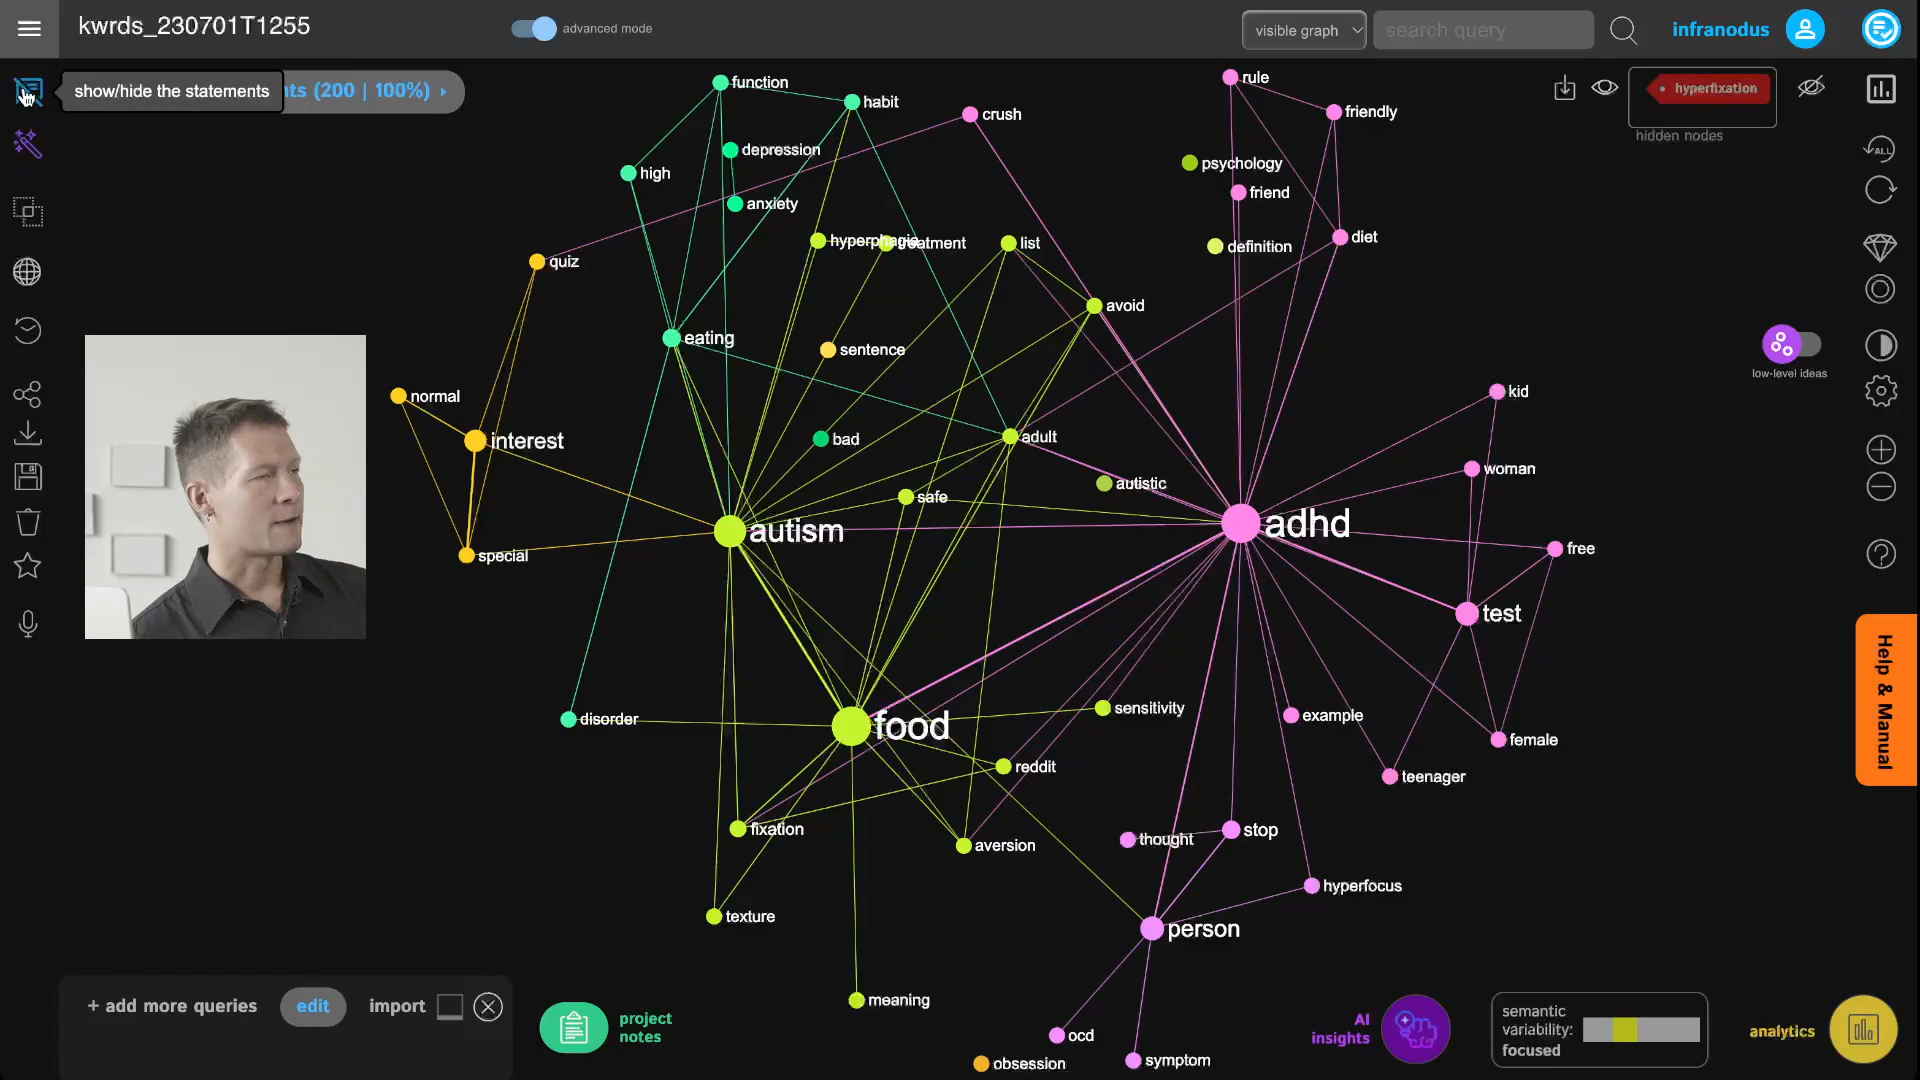 kwrds_230701T1255
advanced mode
visible graph
search query
infranodus
show/hide the statements
nts (200 | 100%)
hyperfixation
hidden nodes
function
habit
crush
rule
friendly
depression
psychology
high
friend
anxiety
diet
hyperphagia
treatment
list
definition
quiz
avoid
eating
sentence
low-level ideas
kid
normal
adult
interest
bad
woman
autistic
safe
adhd
autism
free
special
test
sensitivity
example
disorder
food
female
reddit
teenager
fixation
stop
thought
aversion
hyperfocus
texture
person
meaning
ocd
symptom
obsession
Help & Manual
+ add more queries
edit
import
project
notes
AI
insights
semantic
variability:
focused
analytics
ALL